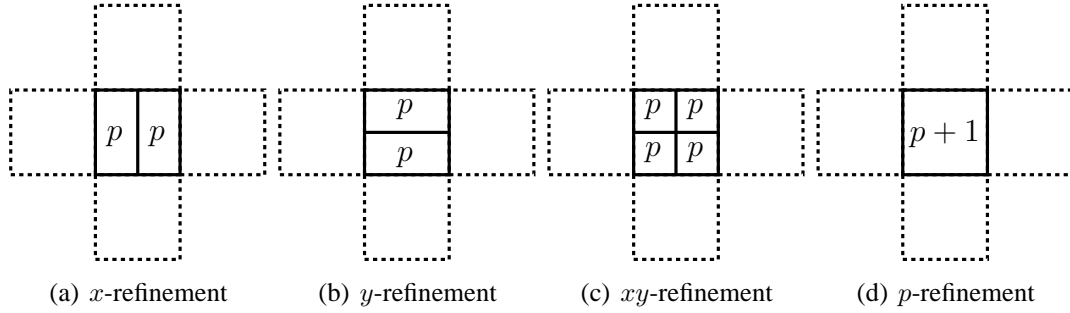 p p
p
p
p p
p p
p + 1
(a) x-refinement
(b) y-refinement
(c) xy-refinement
(d) p-refinement